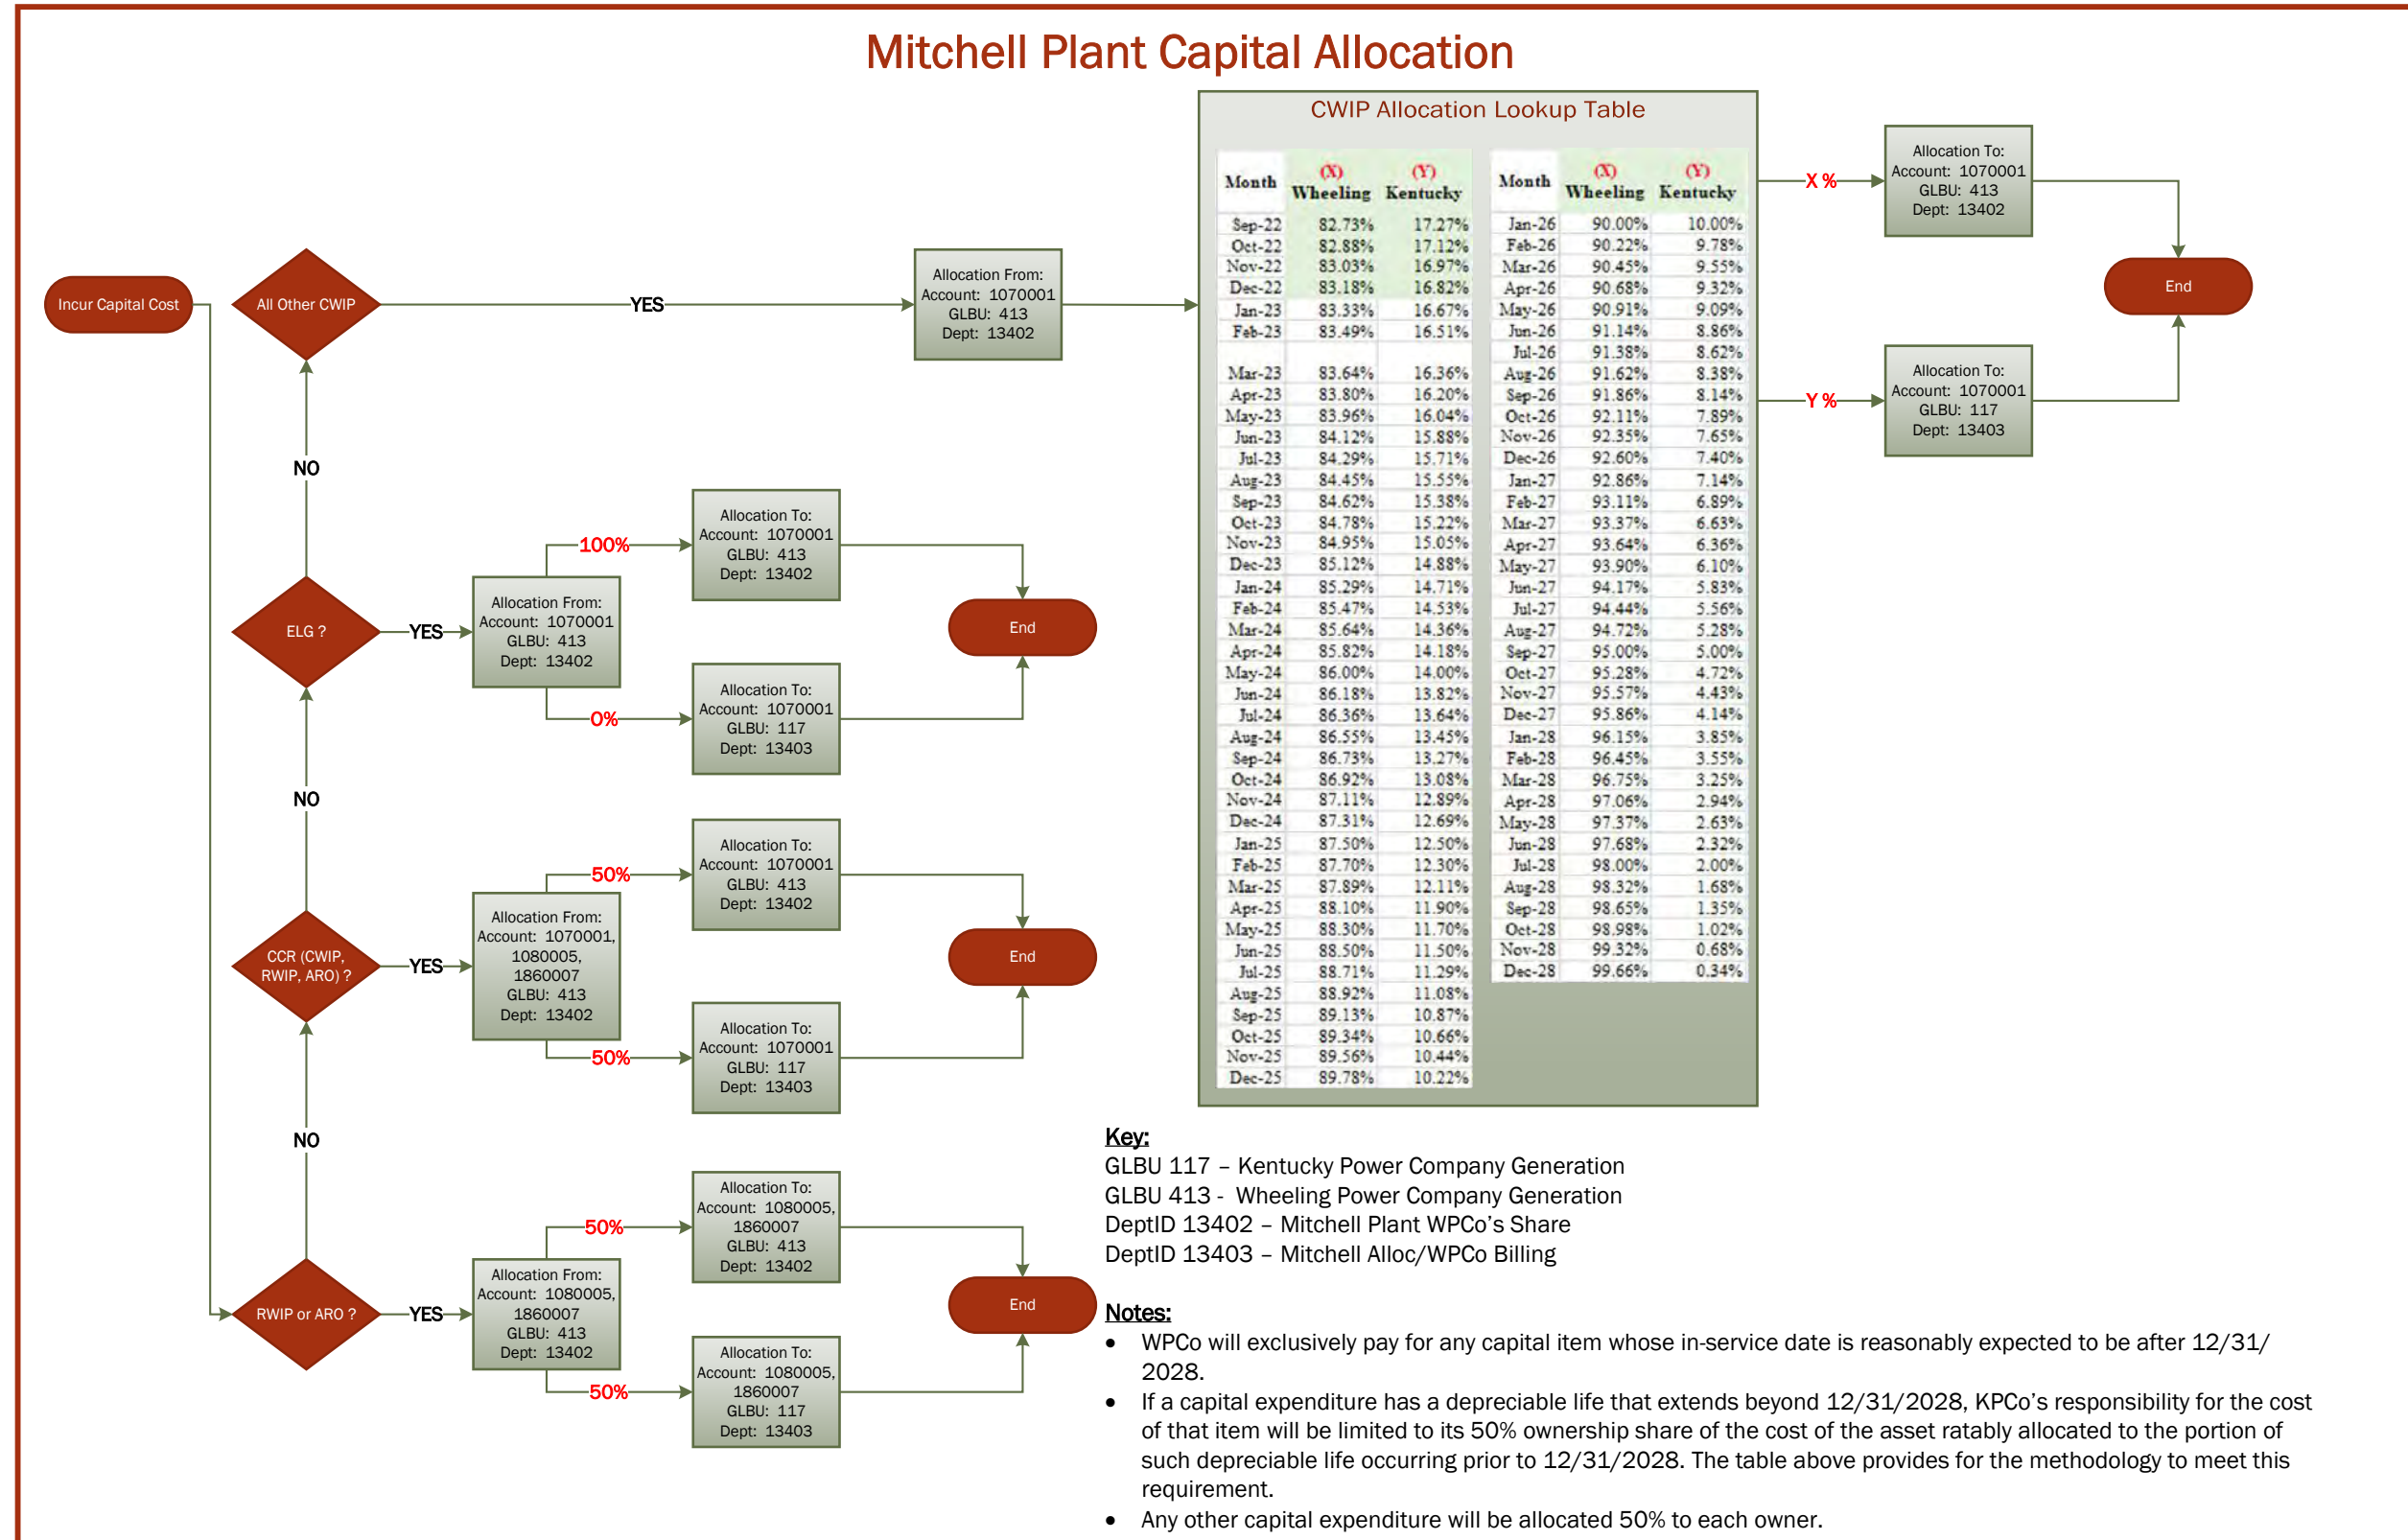 Mitchell Plant Capital Allocation
Incur Capital Cost
All Other CWIP
YES
Allocation From:
Account: 1070001
GLBU: 413
Dept: 13402
NO
ELG ?
YES
Allocation From:
Account: 1070001
GLBU: 413
Dept: 13402
100%
Allocation To:
Account: 1070001
GLBU: 413
Dept: 13402
0%
Allocation To:
Account: 1070001
GLBU: 117
Dept: 13403
End
NO
CCR (CWIP,
RWIP, ARO) ?
YES
Allocation From:
Account: 1070001,
1080005,
1860007
GLBU: 413
Dept: 13402
50%
Allocation To:
Account: 1070001
GLBU: 413
Dept: 13402
50%
Allocation To:
Account: 1070001
GLBU: 117
Dept: 13403
End
NO
RWIP or ARO ?
YES
Allocation From:
Account: 1080005,
1860007
GLBU: 413
Dept: 13402
50%
Allocation To:
Account: 1080005,
1860007
GLBU: 413
Dept: 13402
50%
Allocation To:
Account: 1080005,
1860007
GLBU: 117
Dept: 13403
End
CWIP Allocation Lookup Table
Month (X) Wheeling (Y) Kentucky
Sep-22 82.73% 17.27%
Oct-22 82.88% 17.12%
Nov-22 83.03% 16.97%
Dec-22 83.18% 16.82%
Jan-23 83.33% 16.67%
Feb-23 83.49% 16.51%
Mar-23 83.64% 16.36%
Apr-23 83.80% 16.20%
May-23 83.96% 16.04%
Jun-23 84.12% 15.88%
Jul-23 84.29% 15.71%
Aug-23 84.45% 15.55%
Sep-23 84.62% 15.38%
Oct-23 84.78% 15.22%
Nov-23 84.95% 15.05%
Dec-23 85.12% 14.88%
Jan-24 85.29% 14.71%
Feb-24 85.47% 14.53%
Mar-24 85.64% 14.36%
Apr-24 85.82% 14.18%
May-24 86.00% 14.00%
Jun-24 86.18% 13.82%
Jul-24 86.36% 13.64%
Aug-24 86.55% 13.45%
Sep-24 86.73% 13.27%
Oct-24 86.92% 13.08%
Nov-24 87.11% 12.89%
Dec-24 87.31% 12.69%
Jan-25 87.50% 12.50%
Feb-25 87.70% 12.30%
Mar-25 87.89% 12.11%
Apr-25 88.10% 11.90%
May-25 88.30% 11.70%
Jun-25 88.50% 11.50%
Jul-25 88.71% 11.29%
Aug-25 88.92% 11.08%
Sep-25 89.13% 10.87%
Oct-25 89.34% 10.66%
Nov-25 89.56% 10.44%
Dec-25 89.78% 10.22%
Month (X) Wheeling (Y) Kentucky
Jan-26 90.00% 10.00%
Feb-26 90.22% 9.78%
Mar-26 90.45% 9.55%
Apr-26 90.68% 9.32%
May-26 90.91% 9.09%
Jun-26 91.14% 8.86%
Jul-26 91.38% 8.62%
Aug-26 91.62% 8.38%
Sep-26 91.86% 8.14%
Oct-26 92.11% 7.89%
Nov-26 92.35% 7.65%
Dec-26 92.60% 7.40%
Jan-27 92.86% 7.14%
Feb-27 93.11% 6.89%
Mar-27 93.37% 6.63%
Apr-27 93.64% 6.36%
May-27 93.90% 6.10%
Jun-27 94.17% 5.83%
Jul-27 94.44% 5.56%
Aug-27 94.72% 5.28%
Sep-27 95.00% 5.00%
Oct-27 95.28% 4.72%
Nov-27 95.57% 4.43%
Dec-27 95.86% 4.14%
Jan-28 96.15% 3.85%
Feb-28 96.45% 3.55%
Mar-28 96.75% 3.25%
Apr-28 97.06% 2.94%
May-28 97.37% 2.63%
Jun-28 97.68% 2.32%
Jul-28 98.00% 2.00%
Aug-28 98.32% 1.68%
Sep-28 98.65% 1.35%
Oct-28 98.98% 1.02%
Nov-28 99.32% 0.68%
Dec-28 99.66% 0.34%
X %
Allocation To:
Account: 1070001
GLBU: 413
Dept: 13402
Y %
Allocation To:
Account: 1070001
GLBU: 117
Dept: 13403
End
Key:
GLBU 117 – Kentucky Power Company Generation
GLBU 413 - Wheeling Power Company Generation
DeptID 13402 – Mitchell Plant WPCo's Share
DeptID 13403 – Mitchell Alloc/WPCo Billing
Notes:
• WPCo will exclusively pay for any capital item whose in-service date is reasonably expected to be after 12/31/
2028.
• If a capital expenditure has a depreciable life that extends beyond 12/31/2028, KPCo's responsibility for the cost
of that item will be limited to its 50% ownership share of the cost of the asset ratably allocated to the portion of
such depreciable life occurring prior to 12/31/2028. The table above provides for the methodology to meet this
requirement.
• Any other capital expenditure will be allocated 50% to each owner.